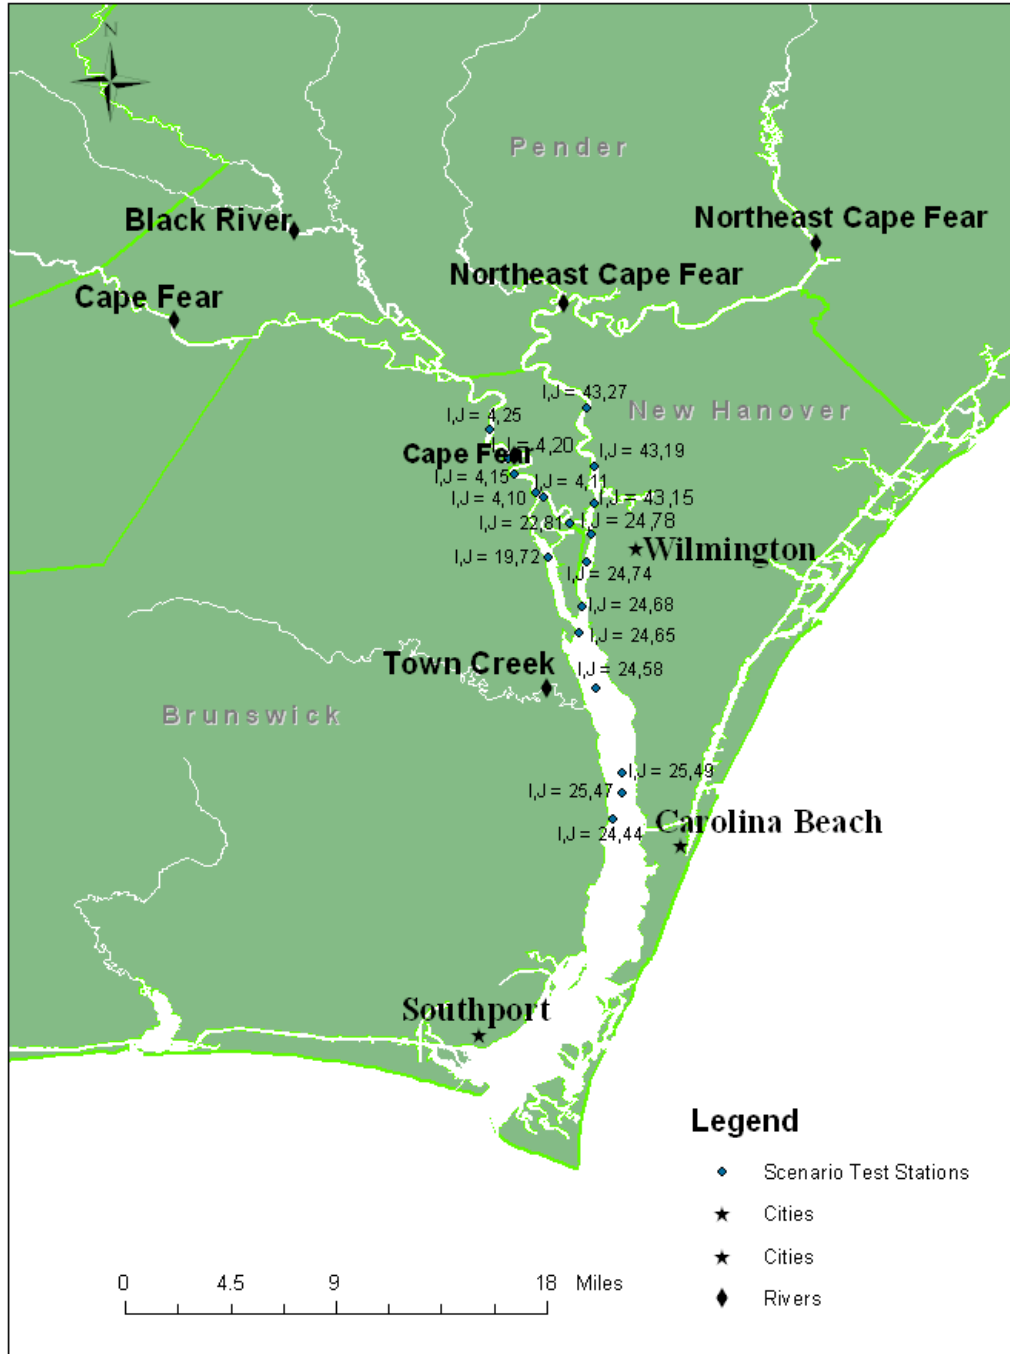 N
Pender
Black River
Northeast Cape Fear
Northeast Cape Fear
Cape Fear
I,J = 43,27
New Hanover
I,J = 4,25
I,J = 4,20
Cape Fear
I,J = 43,19
I,J = 4,15
I,J = 4,11
I,J = 4,10
I,J = 43,15
I,J = 22,81
I,J = 24,78
Wilmington
I,J = 19,72
I,J = 24,74
I,J = 24,68
I,J = 24,65
Town Creek
I,J = 24,58
Brunswick
I,J = 25,49
I,J = 25,47
I,J = 24,44
Carolina Beach
Southport
Legend
Scenario Test Stations
Cities
Cities
Rivers
0 4.5 9 18 Miles